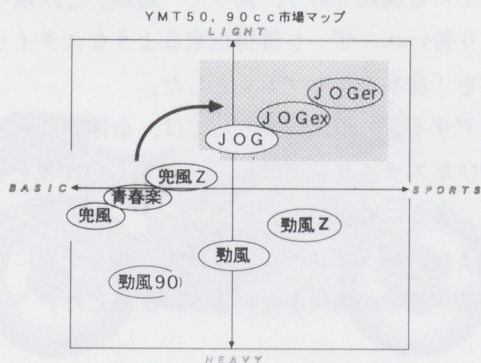 YMT50,90cc市場マップ
LIGHT
JOGer
JOGex
JOG
兜風Z
BASIC
SPORTS
青春楽
兜風
勁風Z
勁風
勁風90
HEAVY